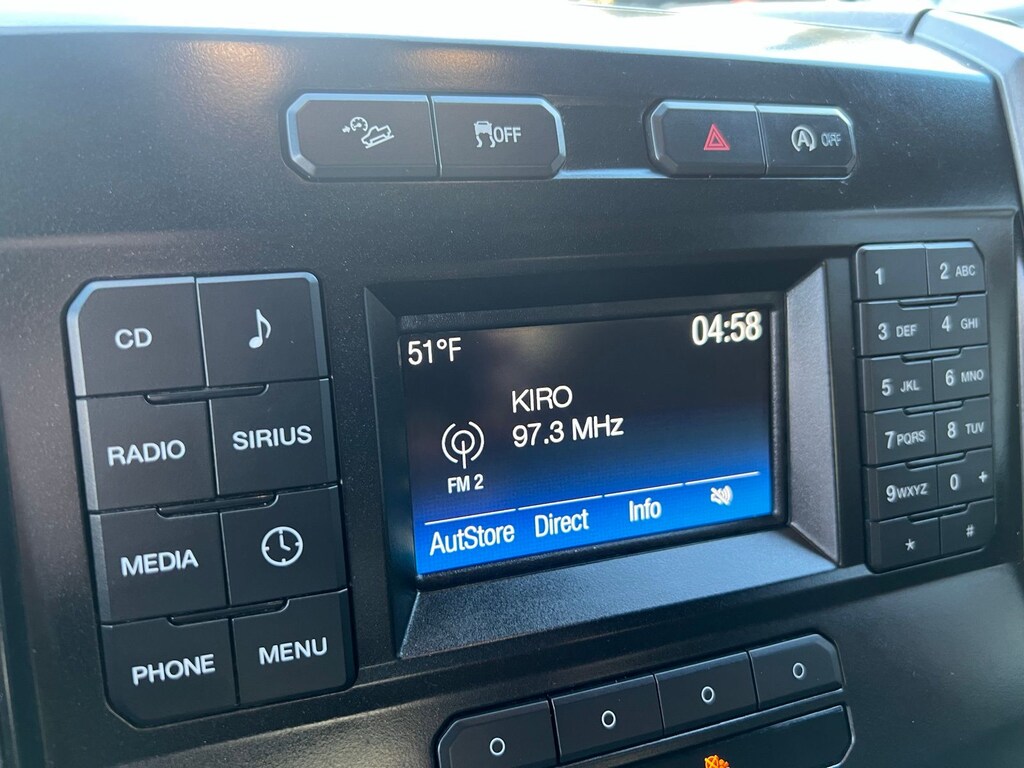 OFF
A OFF
CD
RADIO
SIRIUS
MEDIA
PHONE
MENU
51°F
04:58
KIRO
97.3 MHz
FM 2
AutStore Direct Info
1
2 ABC
3 DEF
4 GHI
5 JKL
6 MNO
7 PQRS
8 TUV
9 WXYZ
0 +
*
#